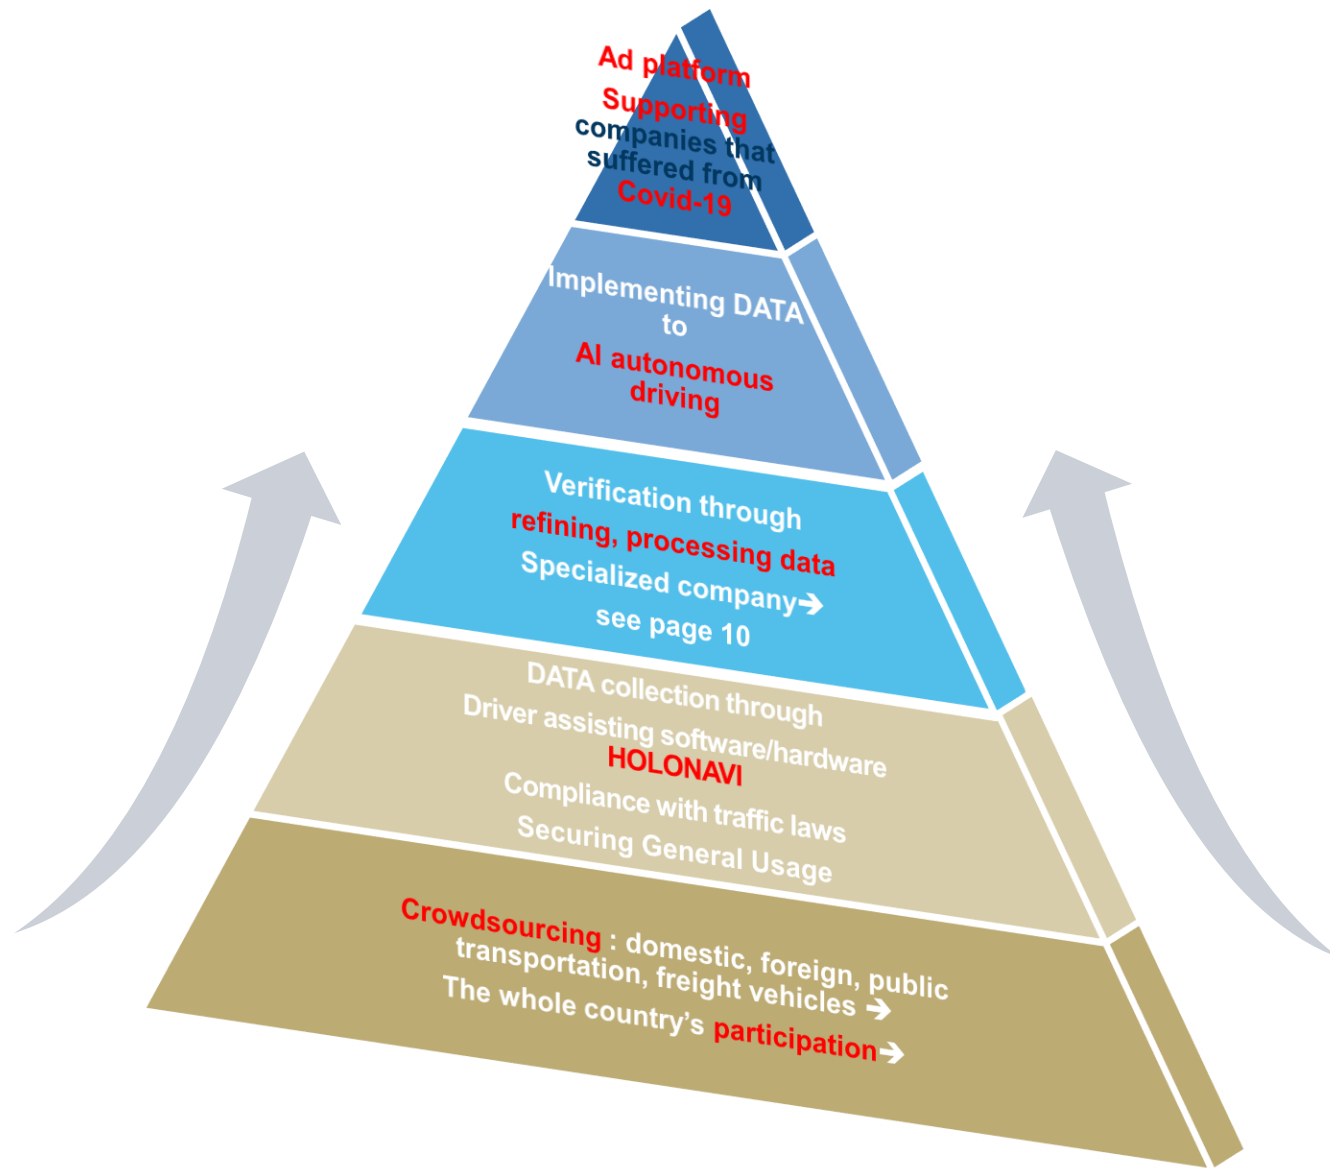 Ad platform
Supporting
companies that
suffered from
Covid-19
Implementing DATA
to
AI autonomous
driving
Verification through
refining, processing data
Specialized company➔
see page 10
DATA collection through
Driver assisting software/hardware
HOLONAVI
Compliance with traffic laws
Securing General Usage
Crowdsourcing : domestic, foreign, public
transportation, freight vehicles ➔
The whole country’s participation➔